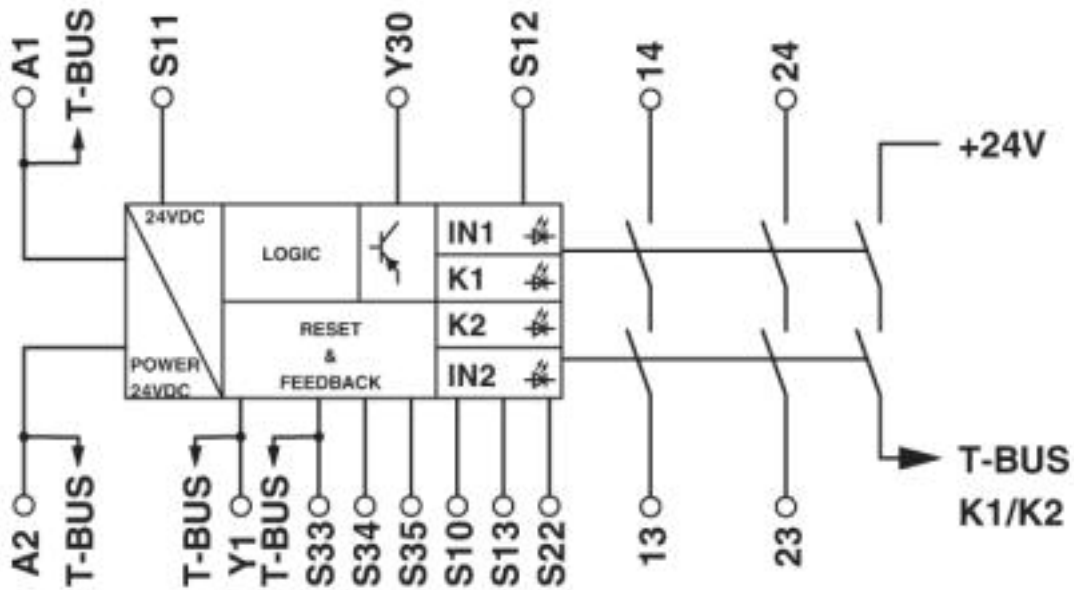 A1
T-BUS
S11
Y30
S12
14
24
+24V
24VDC
LOGIC
IN1
K1
K2
IN2
RESET
&
FEEDBACK
POWER
24VDC
A2
T-BUS
T-BUS
Y1
T-BUS
S33
S34
S35
S10
S13
S22
13
23
T-BUS
K1/K2